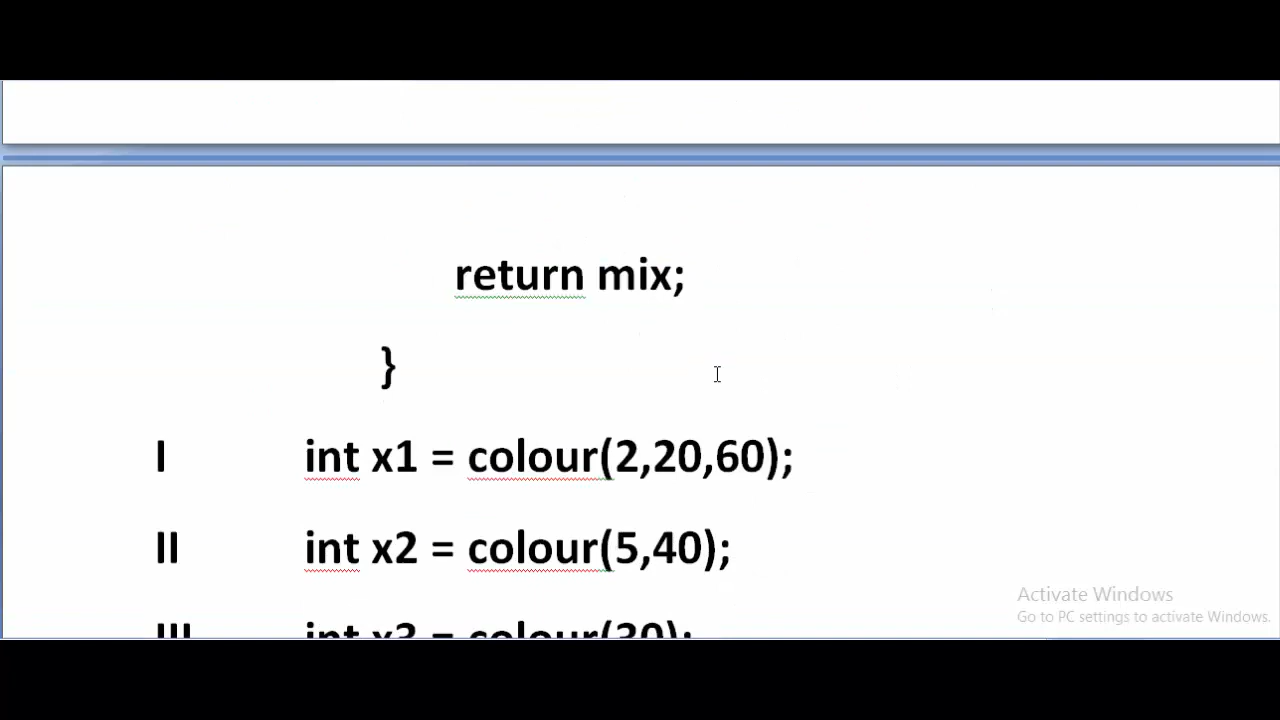 return mix;
}
I int x1 = colour(2,20,60);
II int x2 = colour(5,40);
III int x3 = colour(30);
Activate Windows
Go to PC settings to activate Windows.